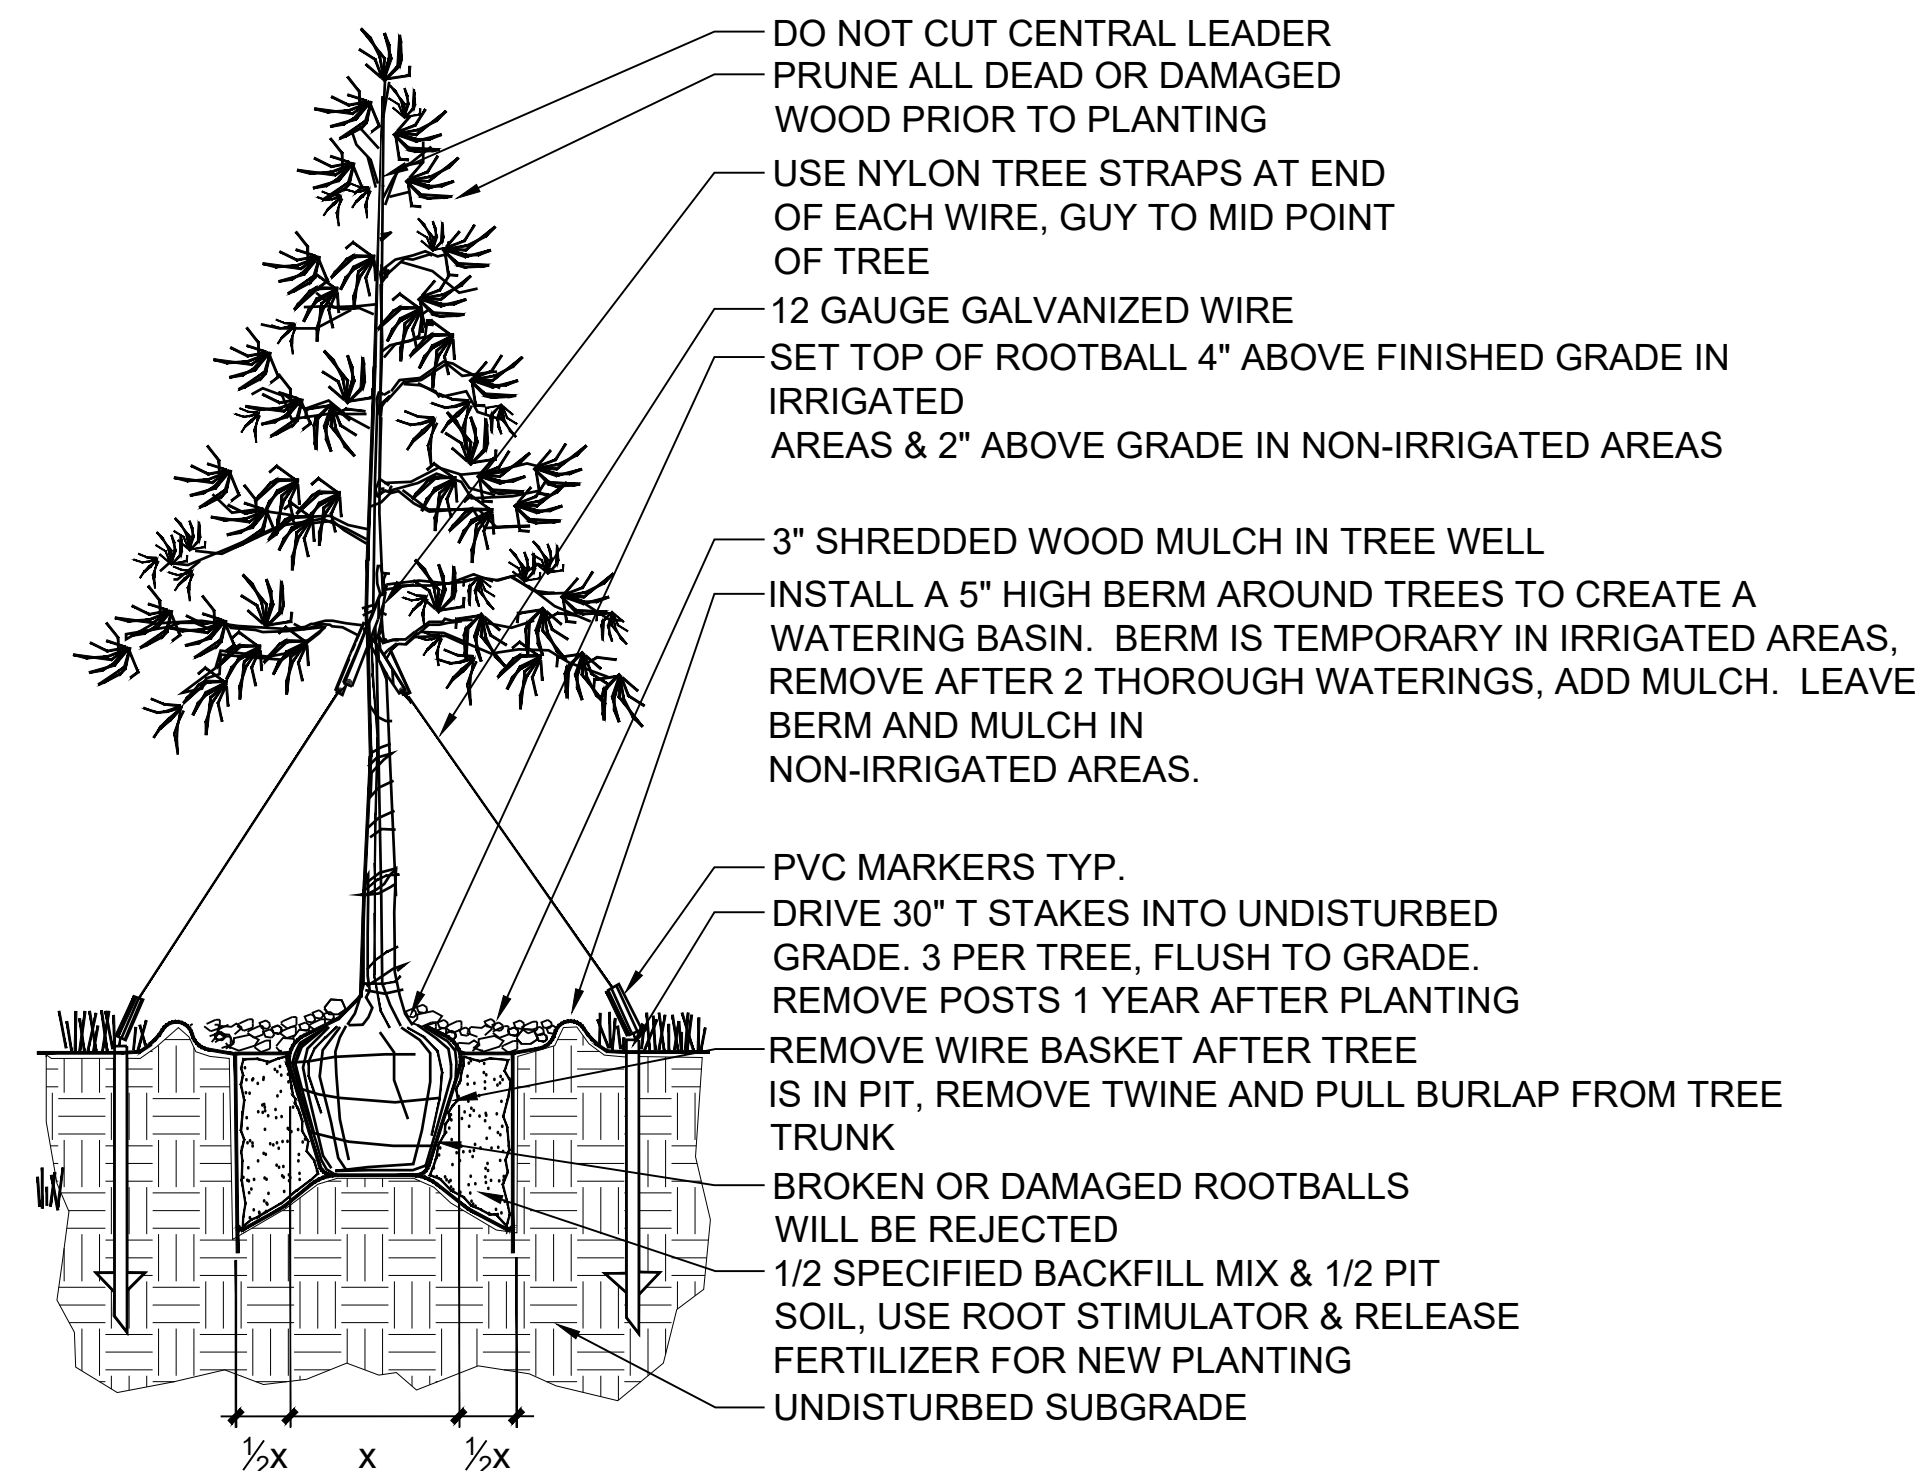 DO NOT CUT CENTRAL LEADER
PRUNE ALL DEAD OR DAMAGED
WOOD PRIOR TO PLANTING
USE NYLON TREE STRAPS AT END
OF EACH WIRE, GUY TO MID POINT
OF TREE
12 GAUGE GALVANIZED WIRE
SET TOP OF ROOTBALL 4" ABOVE FINISHED GRADE IN
IRRIGATED
AREAS & 2" ABOVE GRADE IN NON-IRRIGATED AREAS
3" SHREDDED WOOD MULCH IN TREE WELL
INSTALL A 5" HIGH BERM AROUND TREES TO CREATE A
WATERING BASIN.  BERM IS TEMPORARY IN IRRIGATED AREAS,
REMOVE AFTER 2 THOROUGH WATERINGS, ADD MULCH.  LEAVE
BERM AND MULCH IN
NON-IRRIGATED AREAS.
PVC MARKERS TYP.
DRIVE 30" T STAKES INTO UNDISTURBED
GRADE. 3 PER TREE, FLUSH TO GRADE.
REMOVE POSTS 1 YEAR AFTER PLANTING
REMOVE WIRE BASKET AFTER TREE
IS IN PIT, REMOVE TWINE AND PULL BURLAP FROM TREE
TRUNK
BROKEN OR DAMAGED ROOTBALLS
WILL BE REJECTED
1/2 SPECIFIED BACKFILL MIX & 1/2 PIT
SOIL, USE ROOT STIMULATOR & RELEASE
FERTILIZER FOR NEW PLANTING
UNDISTURBED SUBGRADE
½x x ½x